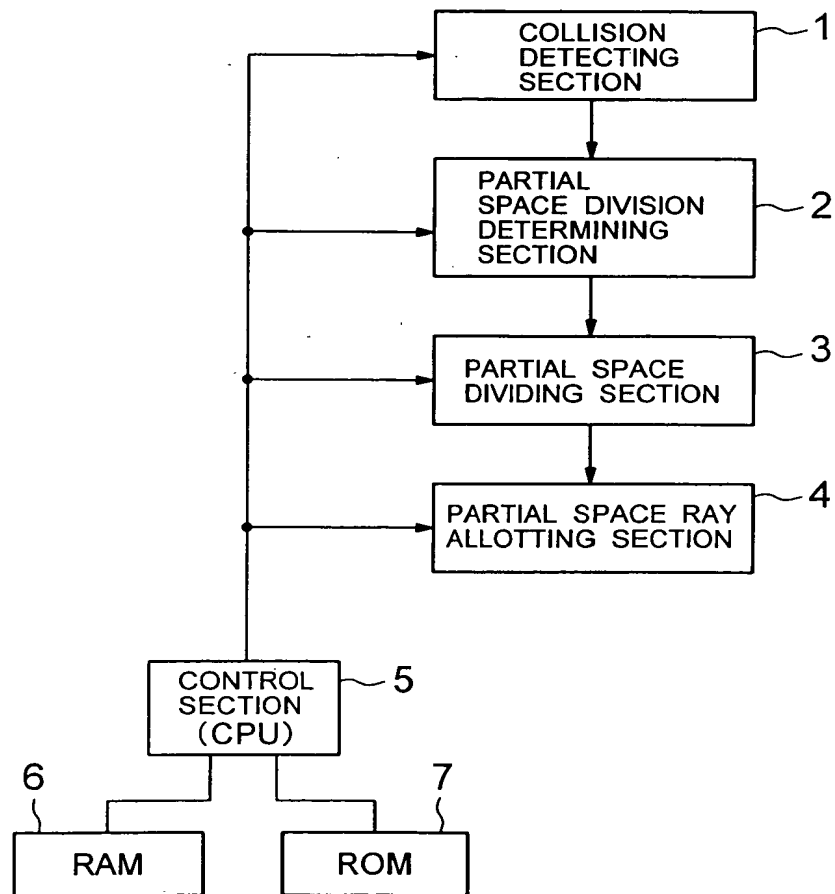 COLLISION
DETECTING
SECTION
1
PARTIAL
SPACE DIVISION
DETERMINING
SECTION
2
PARTIAL SPACE
DIVIDING SECTION
3
PARTIAL SPACE RAY
ALLOTTING SECTION
4
CONTROL
SECTION
(CPU)
5
6
7
RAM
ROM